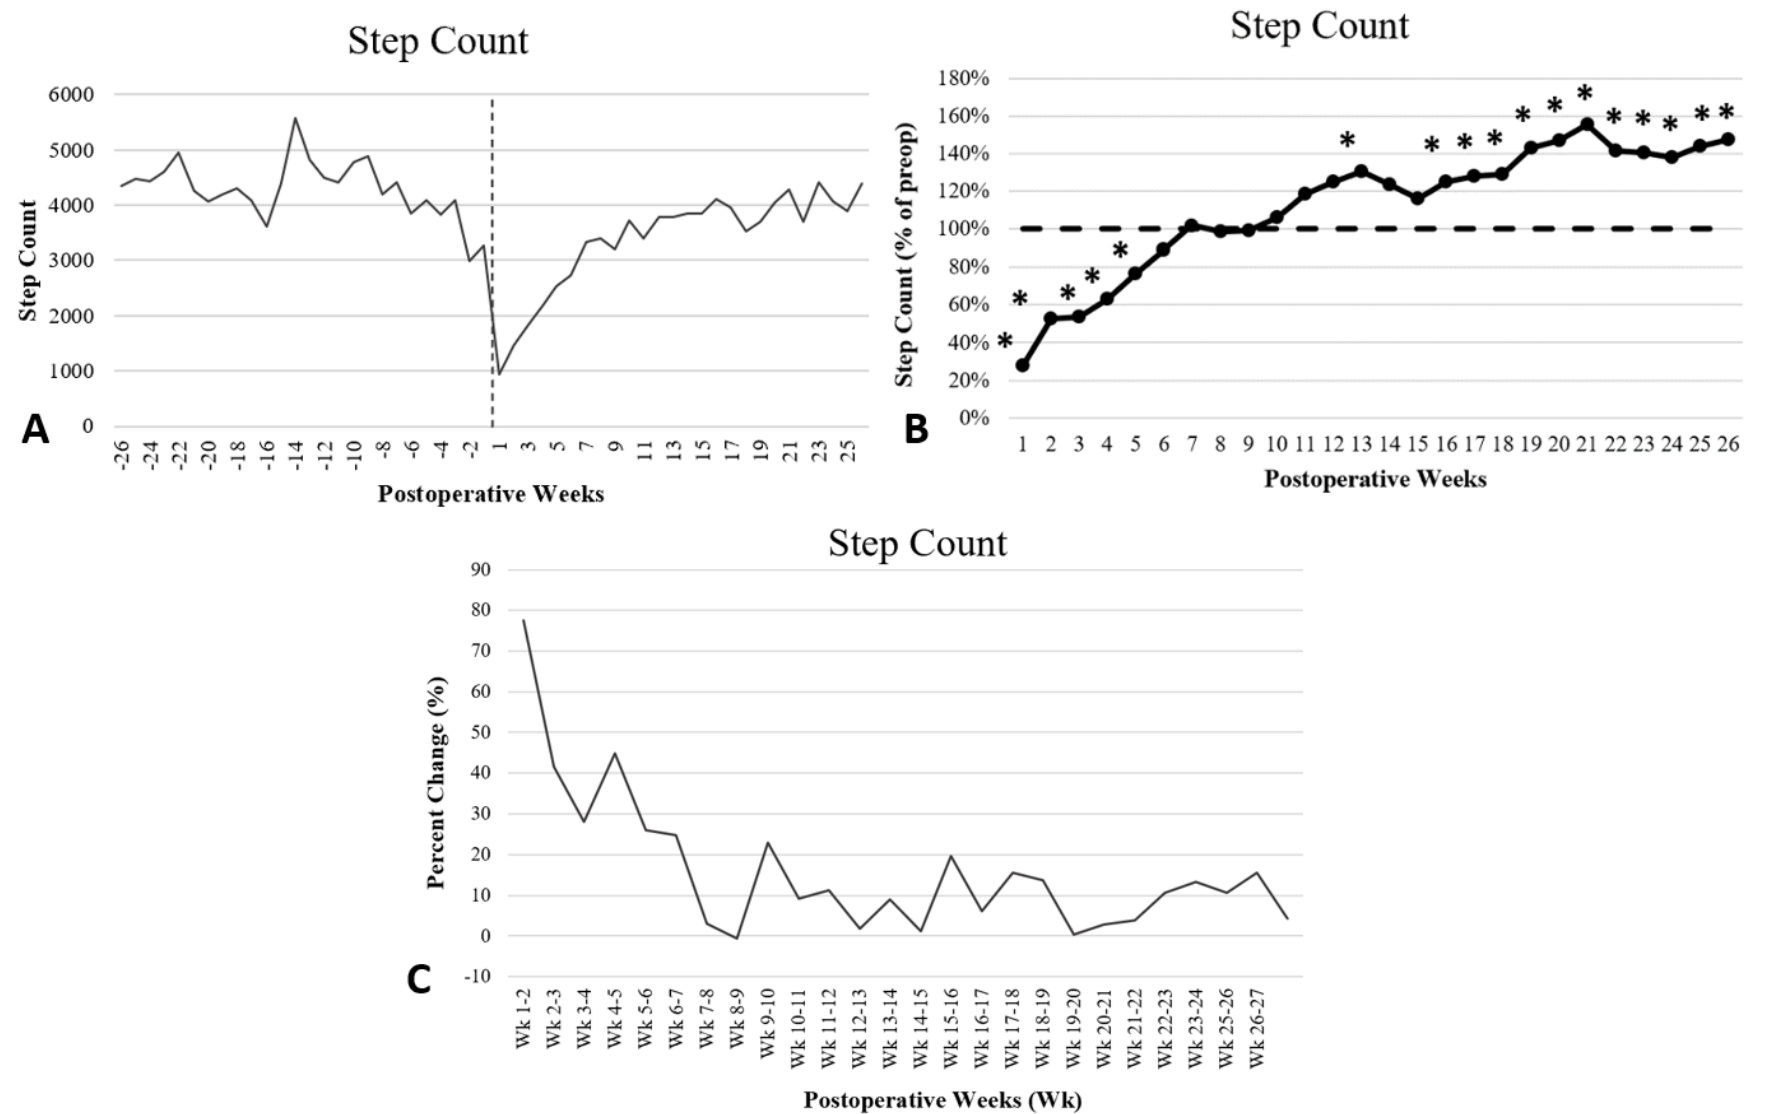 Step Count
6000
5000
4000
3000
2000
1000
0
Step Count
-26 -24 -22 -20 -18 -16 -14 -12 -10 -8 -6 -4 -2 1 3 5 7 9 11 13 15 17 19 21 23 25
Postoperative Weeks
A
Step Count
180%
160%
140%
120%
100%
80%
60%
40%
20%
0%
Step Count (% of preop)
* * * * * * * * * * * * * * * * *
1 2 3 4 5 6 7 8 9 10 11 12 13 14 15 16 17 18 19 20 21 22 23 24 25 26
Postoperative Weeks
B
Step Count
90
80
70
60
50
40
30
20
10
0
-10
Percent Change (%)
Wk 1-2
Wk 2-3
Wk 3-4
Wk 4-5
Wk 5-6
Wk 6-7
Wk 7-8
Wk 8-9
Wk 9-10
Wk 10-11
Wk 11-12
Wk 12-13
Wk 13-14
Wk 14-15
Wk 15-16
Wk 16-17
Wk 17-18
Wk 18-19
Wk 19-20
Wk 20-21
Wk 21-22
Wk 22-23
Wk 23-24
Wk 25-26
Wk 26-27
Postoperative Weeks (Wk)
C